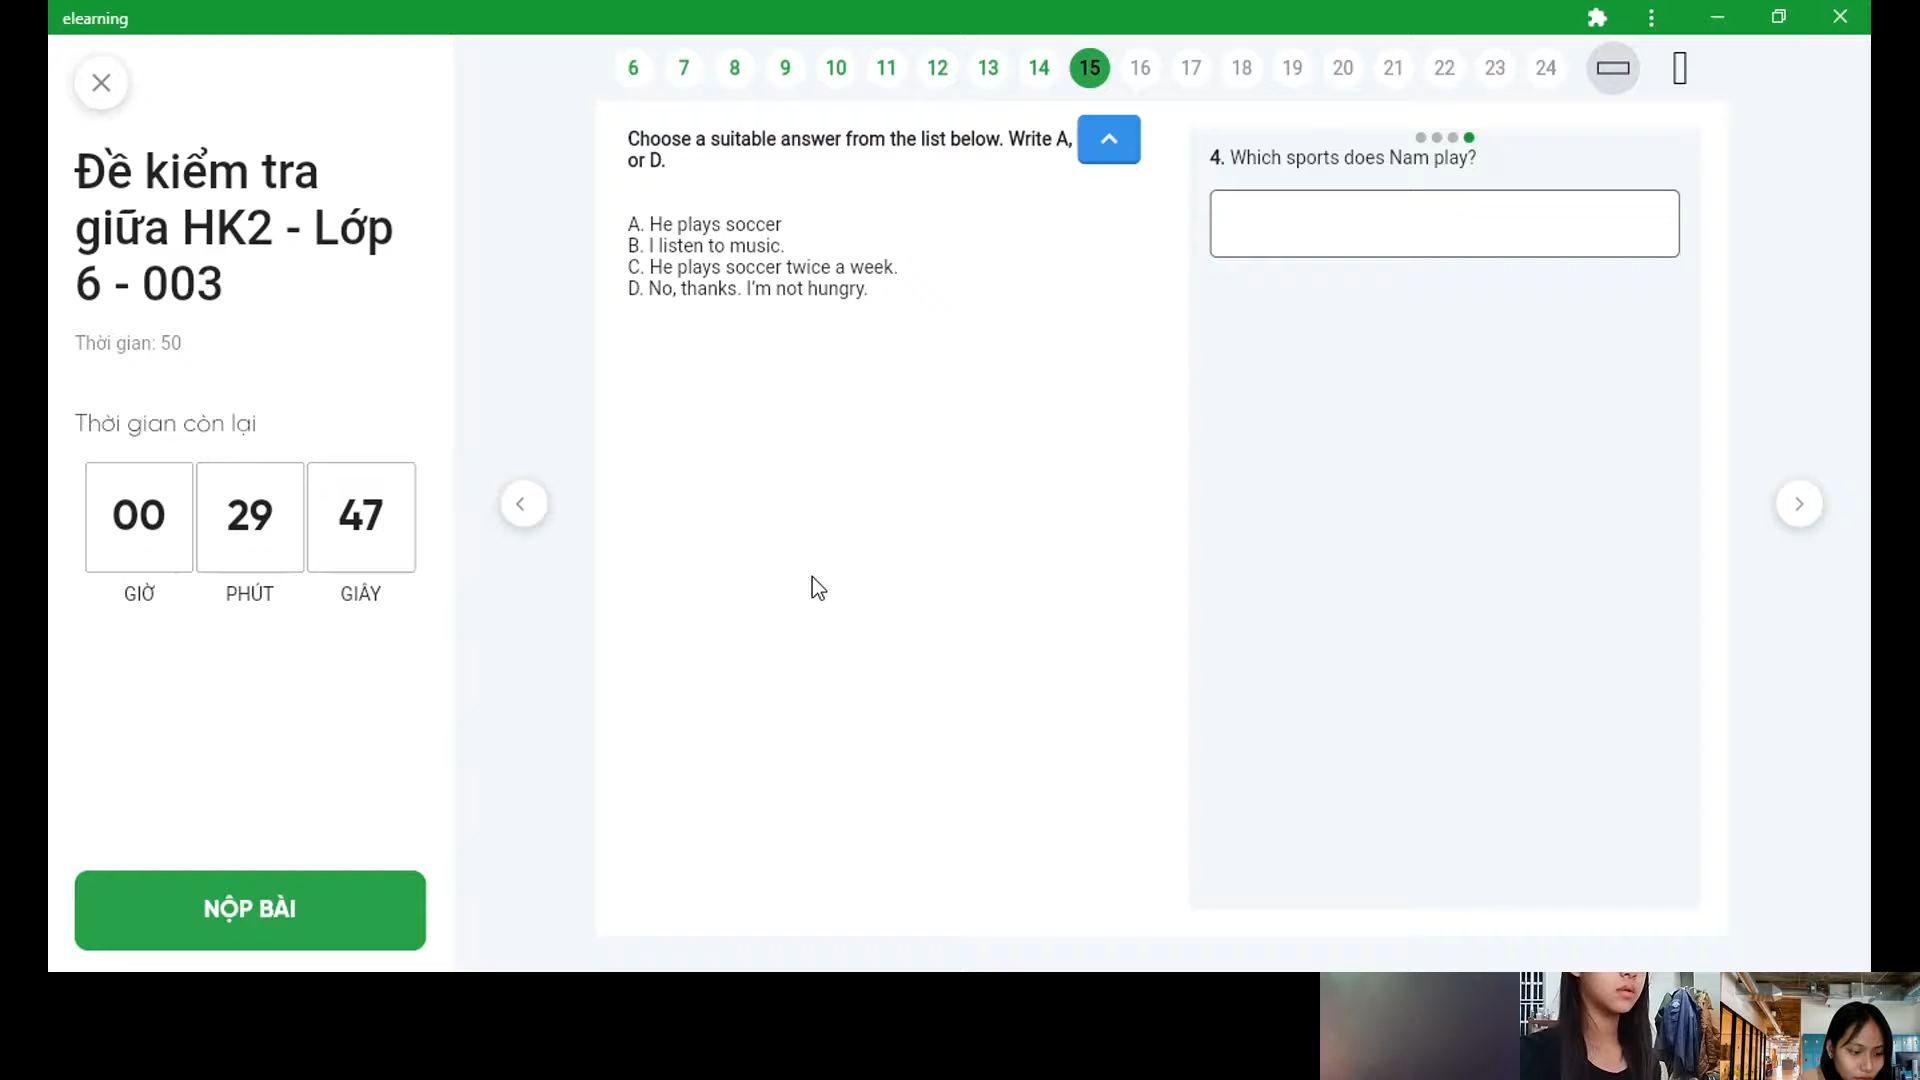 elearning
6 7 8 9 10 11 12 13 14 15 16 17 18 19 20 21 22 23 24
Đề kiểm tra
giữa HK2 - Lớp
6 - 003
Thời gian: 50
Thời gian còn lại
00 29 47
GIỜ PHÚT GIÂY
NỘP BÀI
Choose a suitable answer from the list below. Write A,
or D.
A. He plays soccer
B. I listen to music.
C. He plays soccer twice a week.
D. No, thanks. I'm not hungry.
4. Which sports does Nam play?